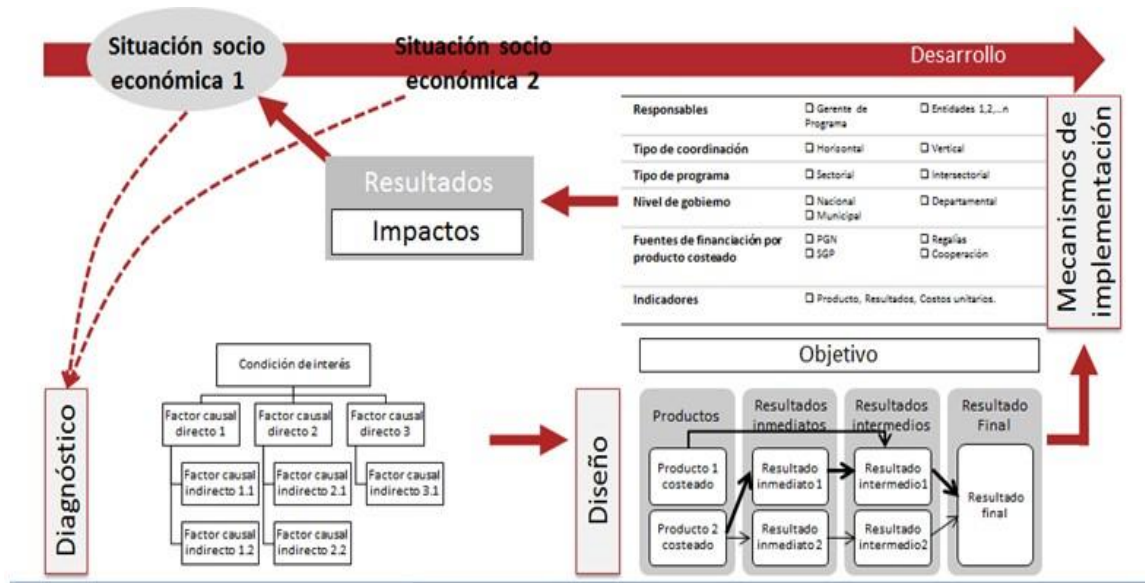 Situación socio
económica 1
Situación socio
económica 2
Desarrollo
Resultados
Impactos
Responsables
☐ Gerente de
Programa
☐ Entidades 1,2,...n
Tipo de coordinación
☐ Horizontal
☐ Vertical
Tipo de programa
☐ Sectorial
☐ Intersectorial
Nivel de gobierno
☐ Nacional
☐ Municipal
☐ Departamental
Fuentes de financiación por
producto costeado
☐ PGN
☐ SGP
☐ Regalías
☐ Cooperación
Indicadores
☐ Producto, Resultados, Costos unitarios.
Mecanismos de
implementación
Diagnóstico
Condición de interés
Factor causal
directo 1
Factor causal
directo 2
Factor causal
directo 3
Factor causal
indirecto 1.1
Factor causal
indirecto 2.1
Factor causal
indirecto 3.1
Factor causal
indirecto 1.2
Factor causal
indirecto 2.2
Diseño
Objetivo
Productos
Resultados
inmediatos
Resultados
intermedios
Resultado
Final
Producto 1
costeado
Resultado
inmediato 1
Resultado
intermedio1
Resultado
final
Producto 2
costeado
Resultado
inmediato 2
Resultado
intermedio2